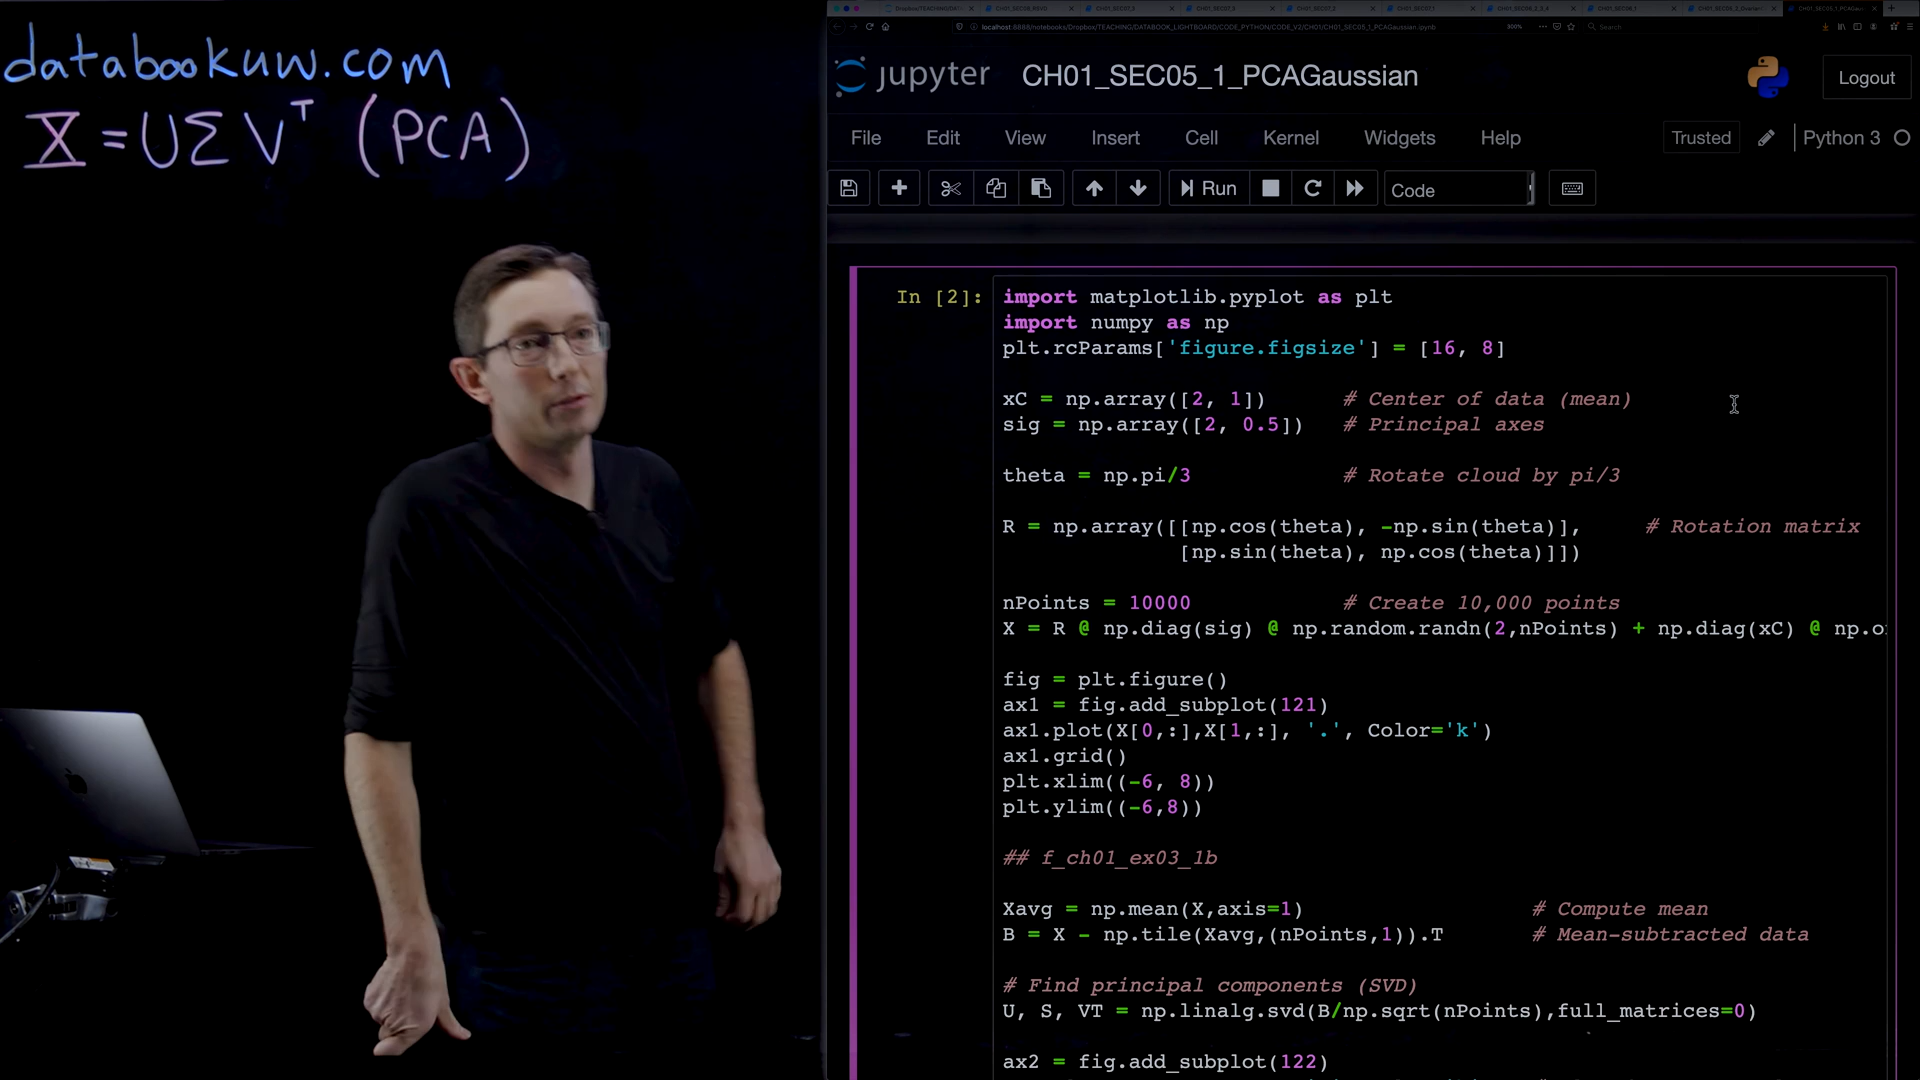 databookuw.com
X = UΣV^T (PCA)
jupyter CH01_SEC05_1_PCAGaussian Logout
File Edit View Insert Cell Kernel Widgets Help Trusted Python 3
Run Code
In [2]:
import matplotlib.pyplot as plt
import numpy as np
plt.rcParams['figure.figsize'] = [16, 8]
xC = np.array([2, 1]) # Center of data (mean)
sig = np.array([2, 0.5]) # Principal axes
theta = np.pi/3 # Rotate cloud by pi/3
R = np.array([[np.cos(theta), -np.sin(theta)], # Rotation matrix
[np.sin(theta), np.cos(theta)]])
nPoints = 10000 # Create 10,000 points
X = R @ np.diag(sig) @ np.random.randn(2,nPoints) + np.diag(xC) @ np.o
fig = plt.figure()
ax1 = fig.add_subplot(121)
ax1.plot(X[0,:],X[1,:], '.', Color='k')
ax1.grid()
plt.xlim((-6, 8))
plt.ylim((-6,8))
## f_ch01_ex03_1b
Xavg = np.mean(X,axis=1) # Compute mean
B = X - np.tile(Xavg,(nPoints,1)).T # Mean-subtracted data
# Find principal components (SVD)
U, S, VT = np.linalg.svd(B/np.sqrt(nPoints),full_matrices=0)
ax2 = fig.add_subplot(122)